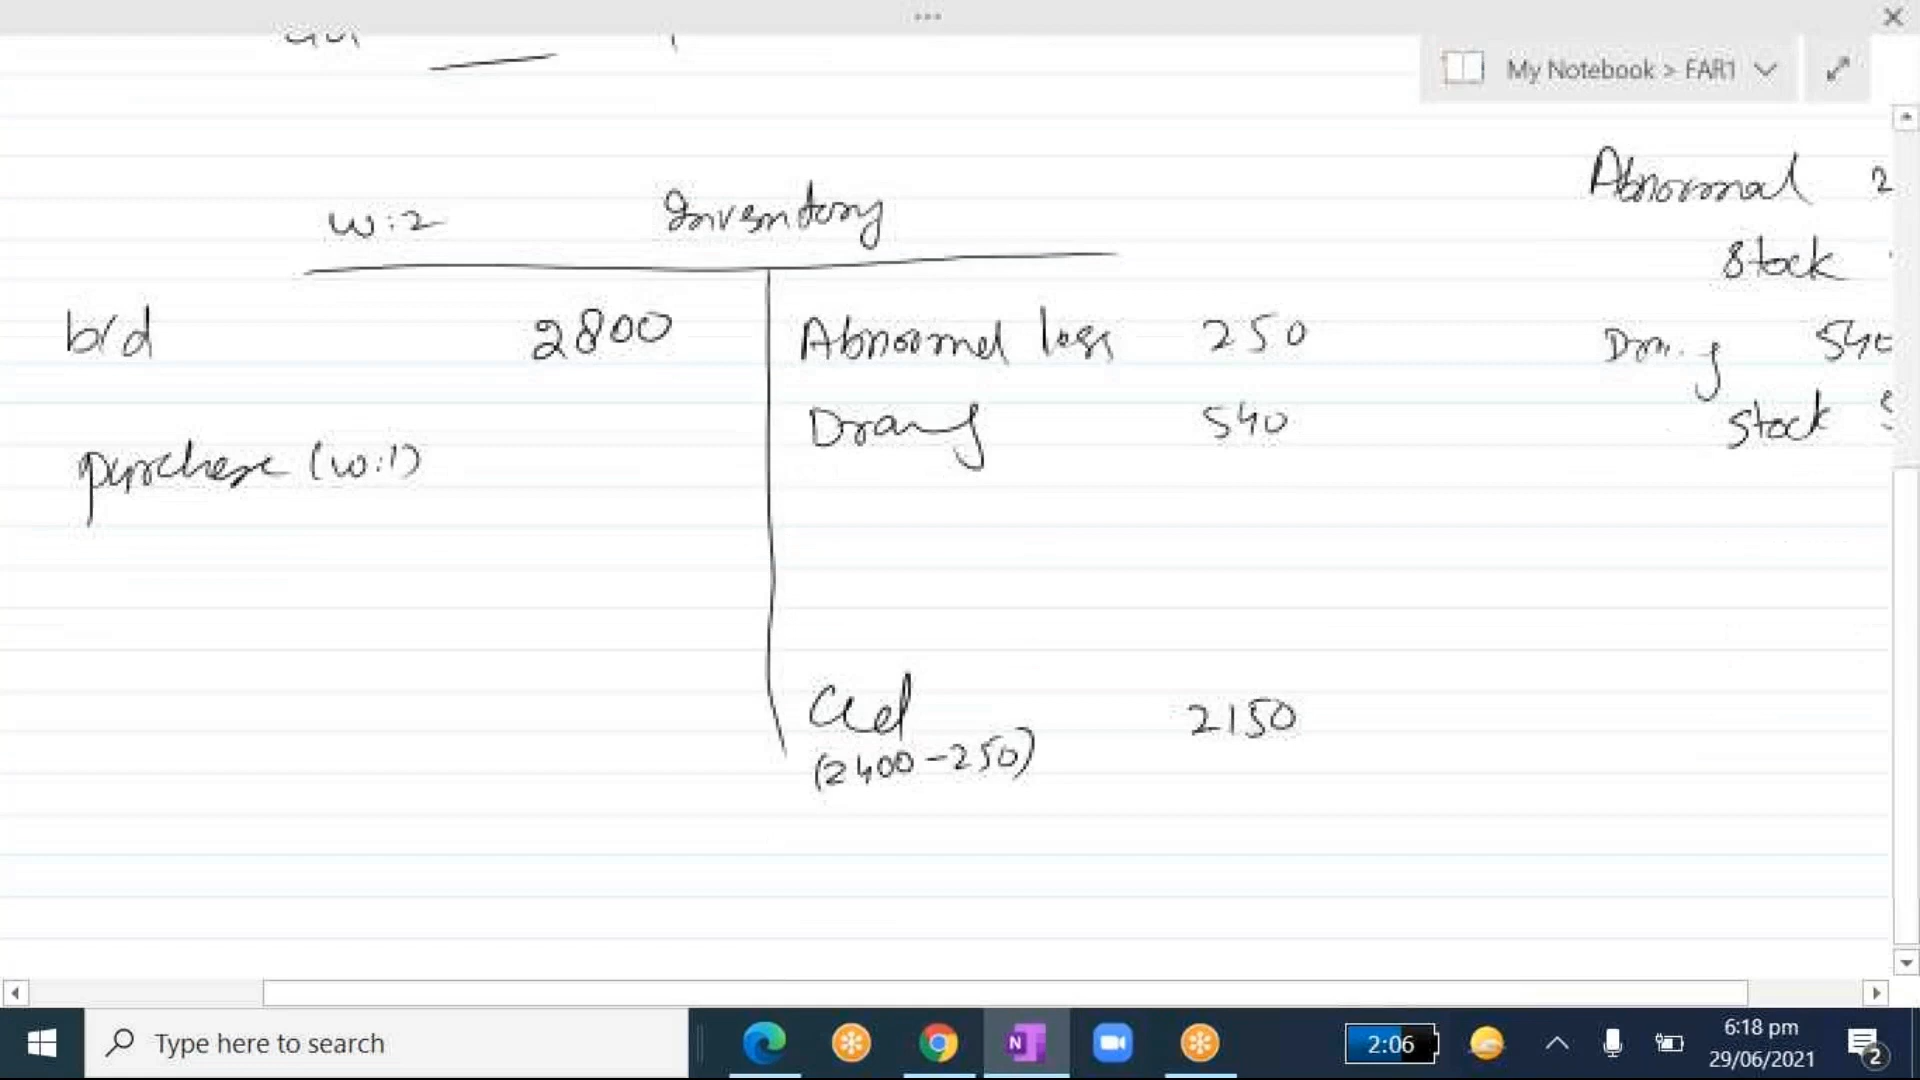 My Notebook > FAR1
W:2 Inventory
b/d 2800
Abnormal loss 250
Drawing 540
purchase (W:1)
c/d 2150
(2400-250)
Abnormal 2
Stock
Drawing 540
Stock
Type here to search
2:06
6:18 pm
29/06/2021
2